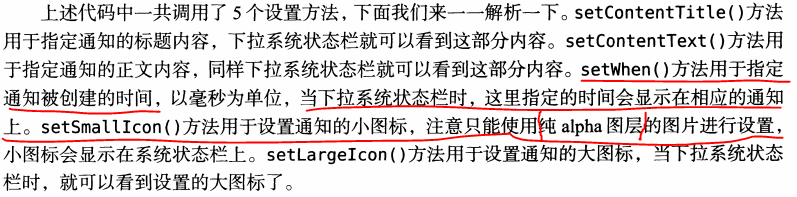 上述代码中一共调用了 5 个设置方法，下面我们来一一解析一下。setContentTitle()方法
用于指定通知的标题内容，下拉系统状态栏就可以看到这部分内容。setContentText()方法用
于指定通知的正文内容，同样下拉系统状态栏就可以看到这部分内容。setWhen()方法用于指定
通知被创建的时间，以毫秒为单位，当下拉系统状态栏时，这里指定的时间会显示在相应的通知
上。setSmallIcon()方法用于设置通知的小图标，注意只能使用纯 alpha 图层的图片进行设置，
小图标会显示在系统状态栏上。setLargeIcon()方法用于设置通知的大图标，当下拉系统状态
栏时，就可以看到设置的大图标了。